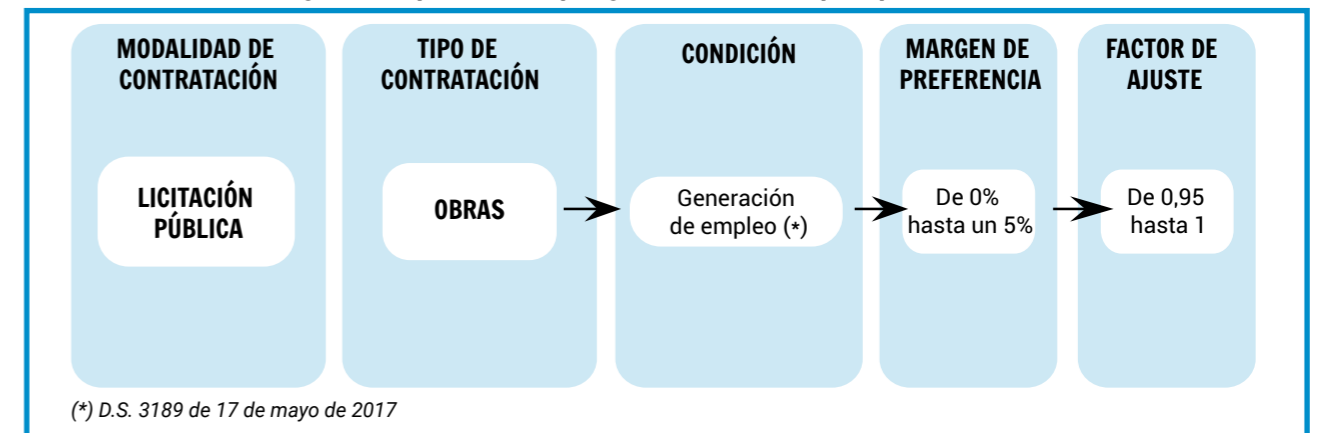 MODALIDAD DE
CONTRATACIÓN
TIPO DE
CONTRATACIÓN
CONDICIÓN
MARGEN DE
PREFERENCIA
FACTOR DE
AJUSTE
LICITACIÓN
PÚBLICA
OBRAS
Generación
de empleo (*)
De 0%
hasta un 5%
De 0,95
hasta 1
(*) D.S. 3189 de 17 de mayo de 2017